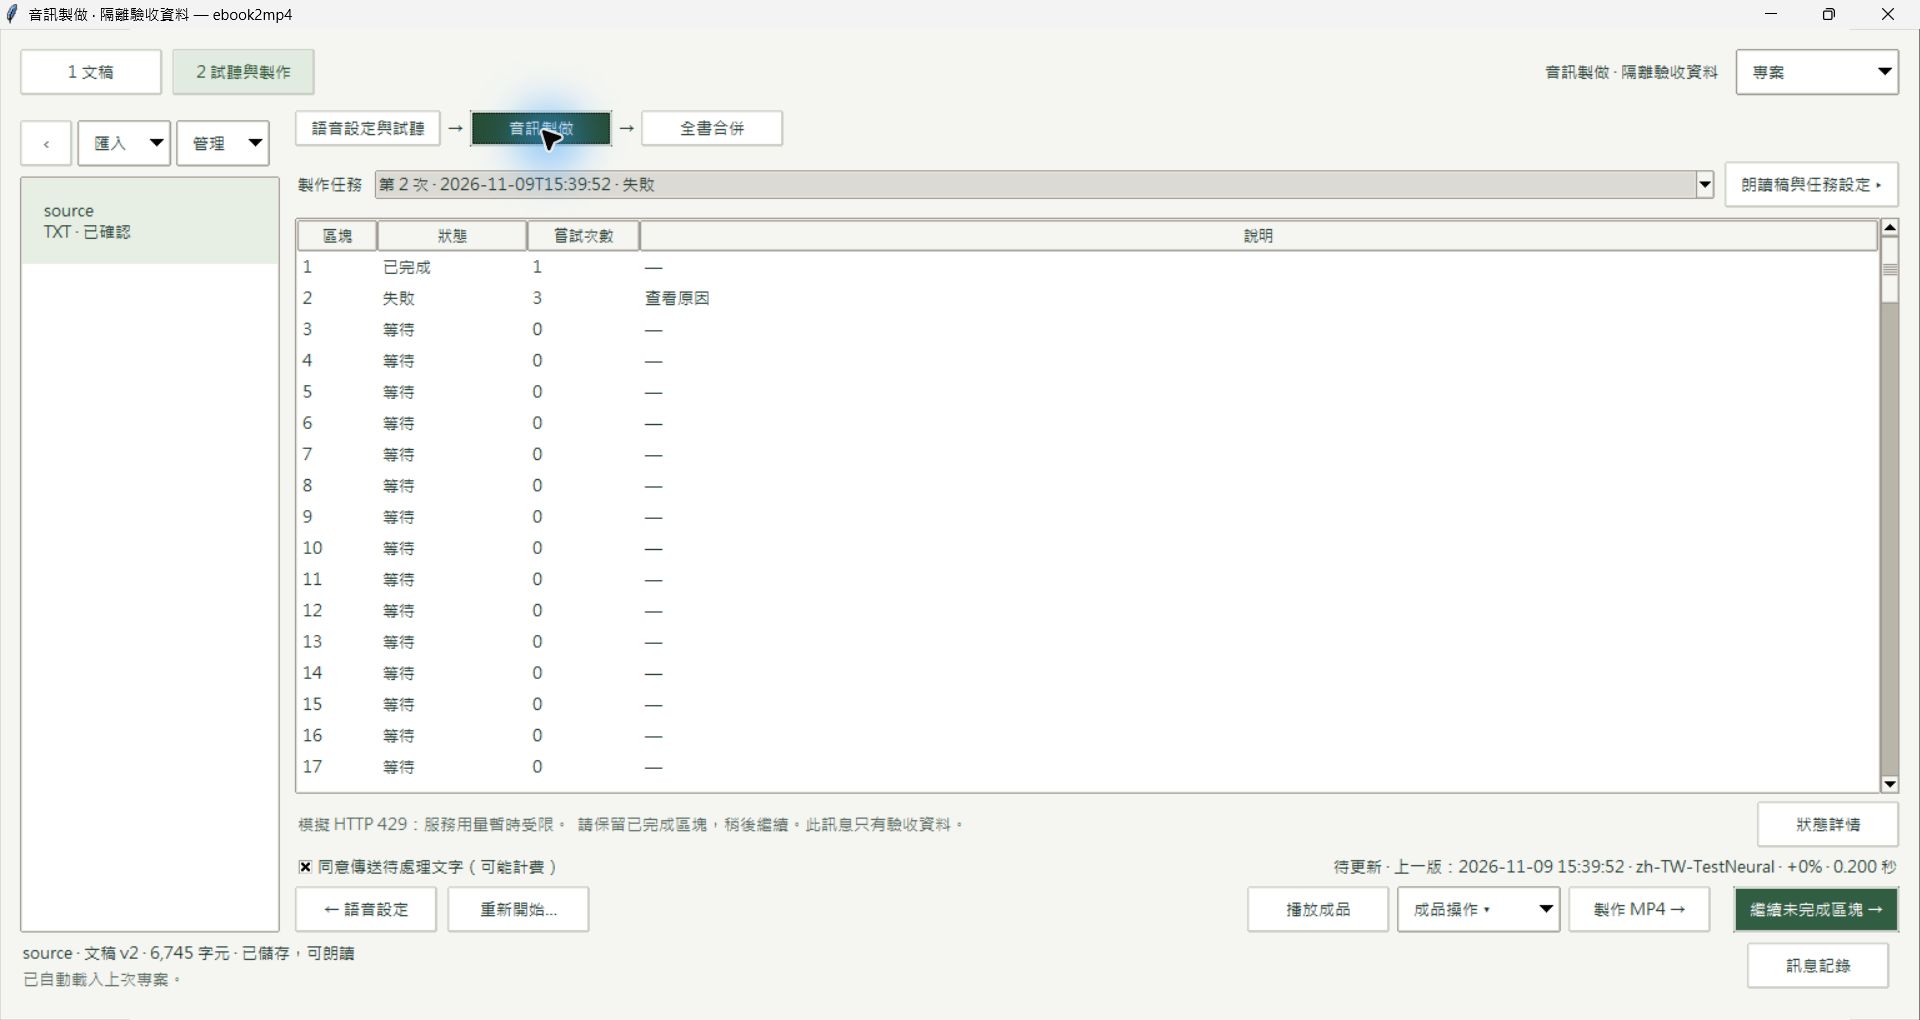 音訊製做 · 隔離驗收資料 — ebook2mp4
1 文稿
2 試聽與製作
音訊製做 · 隔離驗收資料
專案
‹
匯入
管理
語音設定與試聽 → 音訊製做 → 全書合併
製作任務
第 2 次 · 2026-11-09T15:39:52 · 失敗
朗讀稿與任務設定 ▸
source
TXT · 已確認
區塊 狀態 嘗試次數 說明
1 已完成 1 —
2 失敗 3 查看原因
3 等待 0 —
4 等待 0 —
5 等待 0 —
6 等待 0 —
7 等待 0 —
8 等待 0 —
9 等待 0 —
10 等待 0 —
11 等待 0 —
12 等待 0 —
13 等待 0 —
14 等待 0 —
15 等待 0 —
16 等待 0 —
17 等待 0 —
模擬 HTTP 429：服務用量暫時受限。 請保留已完成區塊，稍後繼續。此訊息只有驗收資料。
狀態詳情
同意傳送待處理文字（可能計費）
待更新 · 上一版：2026-11-09 15:39:52 · zh-TW-TestNeural · +0% · 0.200 秒
← 語音設定
重新開始...
播放成品
成品操作 ▾
製作 MP4 →
繼續未完成區塊 →
source · 文稿 v2 · 6,745 字元 · 已儲存，可朗讀
已自動載入上次專案。
訊息記錄